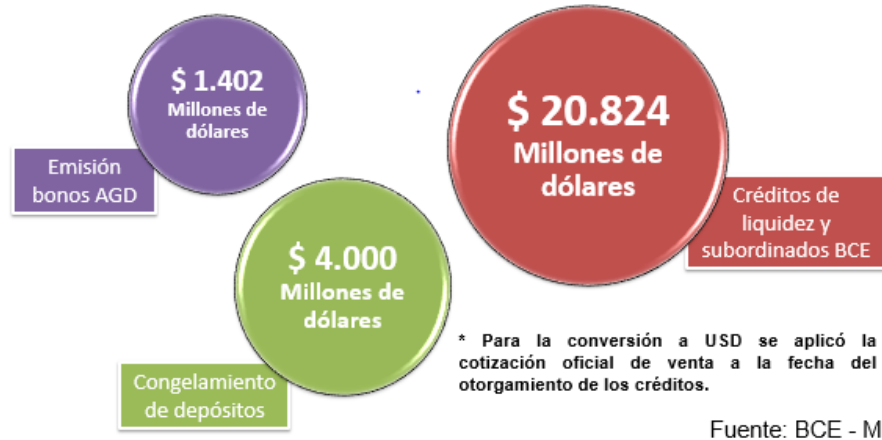 $ 1.402
Millones de
dólares
Emisión
bonos AGD
$ 4.000
Millones de
dólares
Congelamiento
de depósitos
$ 20.824
Millones de
dólares
Créditos de
liquidez y
subordinados BCE
* Para la conversión a USD se aplicó la
cotización oficial de venta a la fecha del
otorgamiento de los créditos.
Fuente: BCE - M